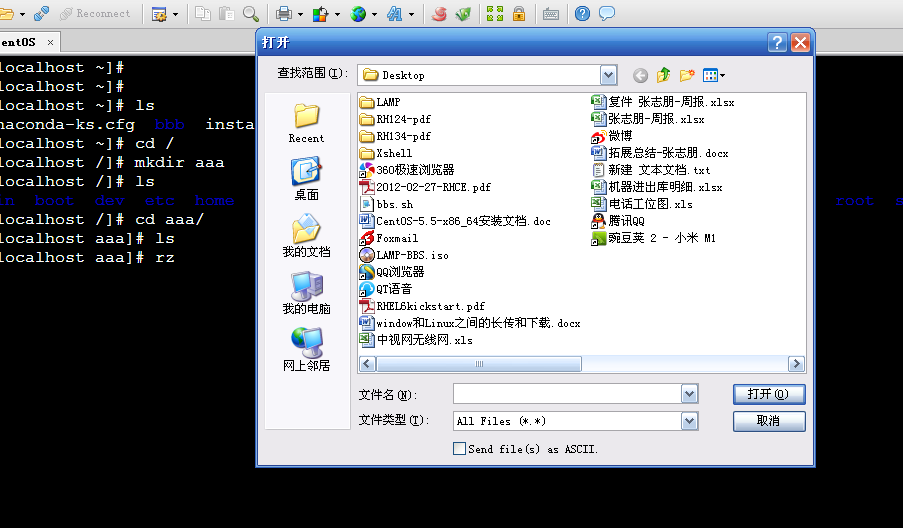 Reconnect
entOS ×
localhost ~]#
localhost ~]#
localhost ~]# ls
naconda-ks.cfg bbb insta
localhost ~]# cd /
localhost /]# mkdir aaa
localhost /]# ls
in boot dev etc home root s
localhost /]# cd aaa/
localhost aaa]# ls
localhost aaa]# rz
打开
查找范围(I): Desktop
Recent
桌面
我的文档
我的电脑
网上邻居
LAMP
RH124-pdf
RH134-pdf
Xshell
360极速浏览器
2012-02-27-RHCE.pdf
bbs.sh
CentOS-5.5-x86_64安装文档.doc
Foxmail
LAMP-BBS.iso
QQ浏览器
QT语音
RHEL6kickstart.pdf
window和Linux之间的长传和下载.docx
中视网无线网.xls
复件 张志朋-周报.xlsx
张志朋-周报.xlsx
微博
拓展总结-张志朋.docx
新建 文本文档.txt
机器进出库明细.xlsx
电话工位图.xls
腾讯QQ
豌豆荚 2 - 小米 M1
文件名(N):
打开(O)
文件类型(T): All Files (*.*)
取消
Send file(s) as ASCII.